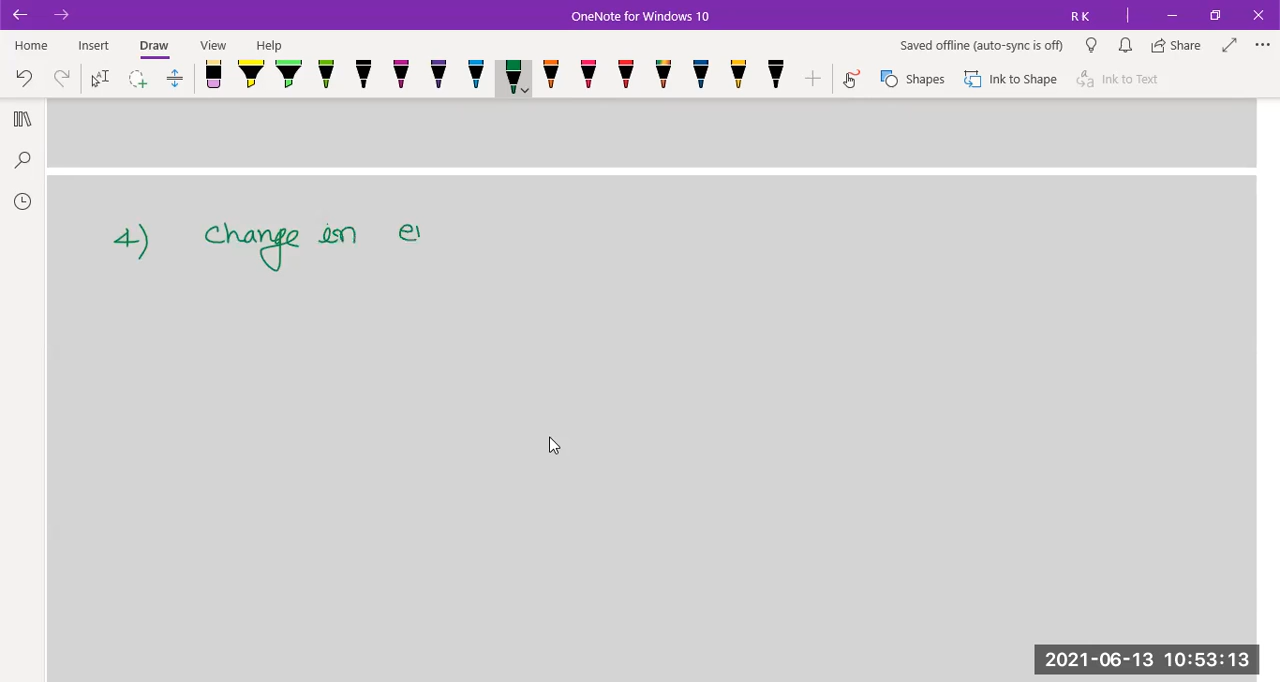 OneNote for Windows 10
R K
Home Insert Draw View Help
Saved offline (auto-sync is off) Share
Shapes Ink to Shape Ink to Text
4) Change in
2021-06-13 10:53:13